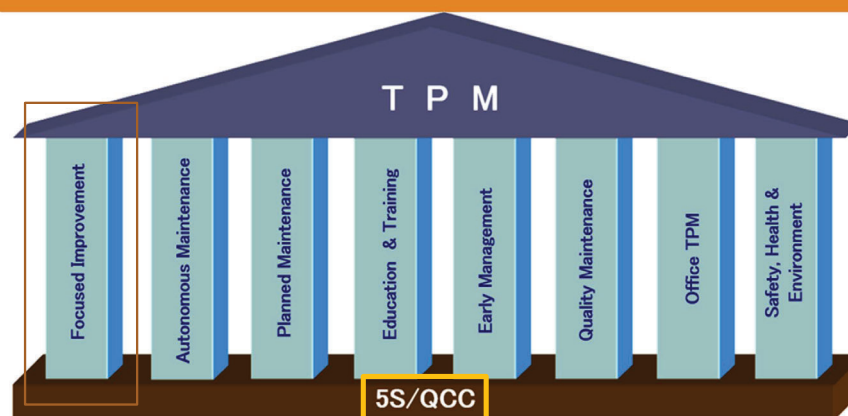 T P M
Focused Improvement
Autonomous Maintenance
Planned Maintenance
Education & Training
Early Management
Quality Maintenance
Office TPM
Safety, Health &
Environment
5S/QCC